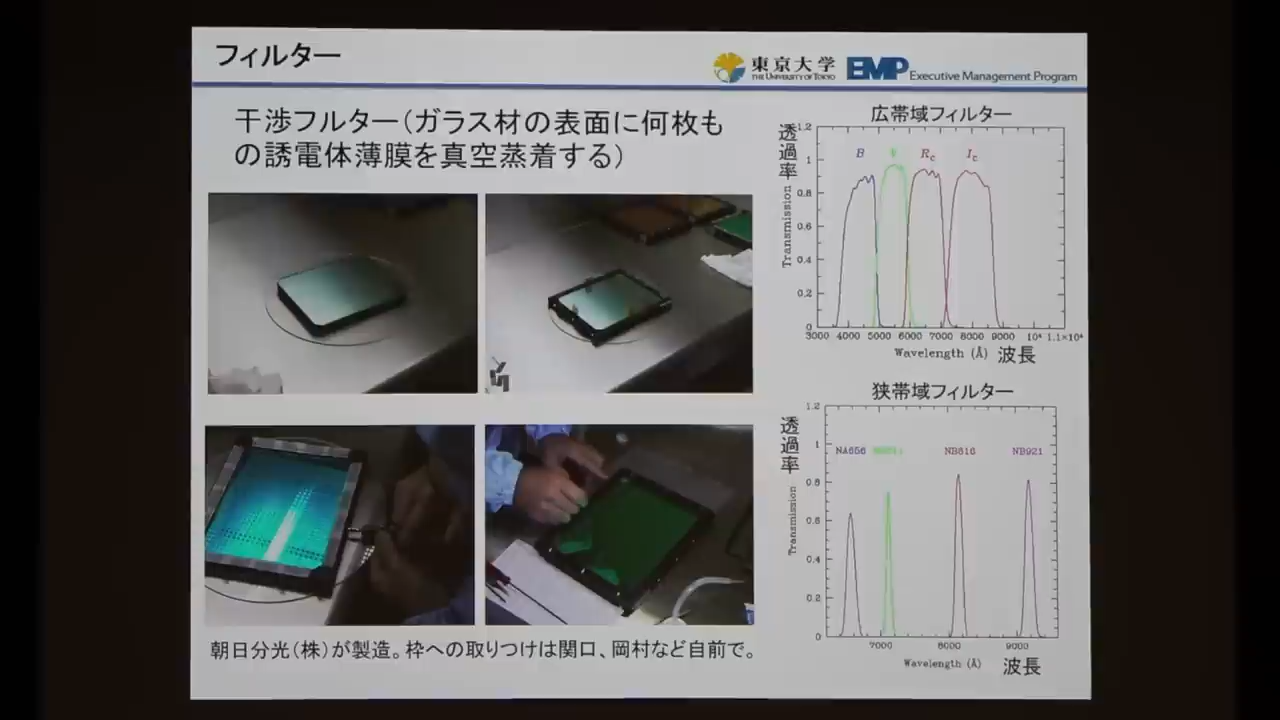 フィルター
東京大学
THE UNIVERSITY OF TOKYO
EMP Executive Management Program
干渉フルター(ガラス材の表面に何枚も
の誘電体薄膜を真空蒸着する)
朝日分光(株)が製造。枠への取りつけは関口、岡村など自前で。
広帯域フィルター
透過率
Transmission
1.2
1
0.8
0.6
0.4
0.2
0
B V Rc Ic
3000 4000 5000 6000 7000 8000 9000 10⁴ 1.1×10⁴
Wavelength (Å) 波長
狭帯域フィルター
透過率
Transmission
1.2
1
0.8
0.6
0.4
0.2
0
NA656 NB816 NB921
7000 8000 9000
Wavelength (Å) 波長